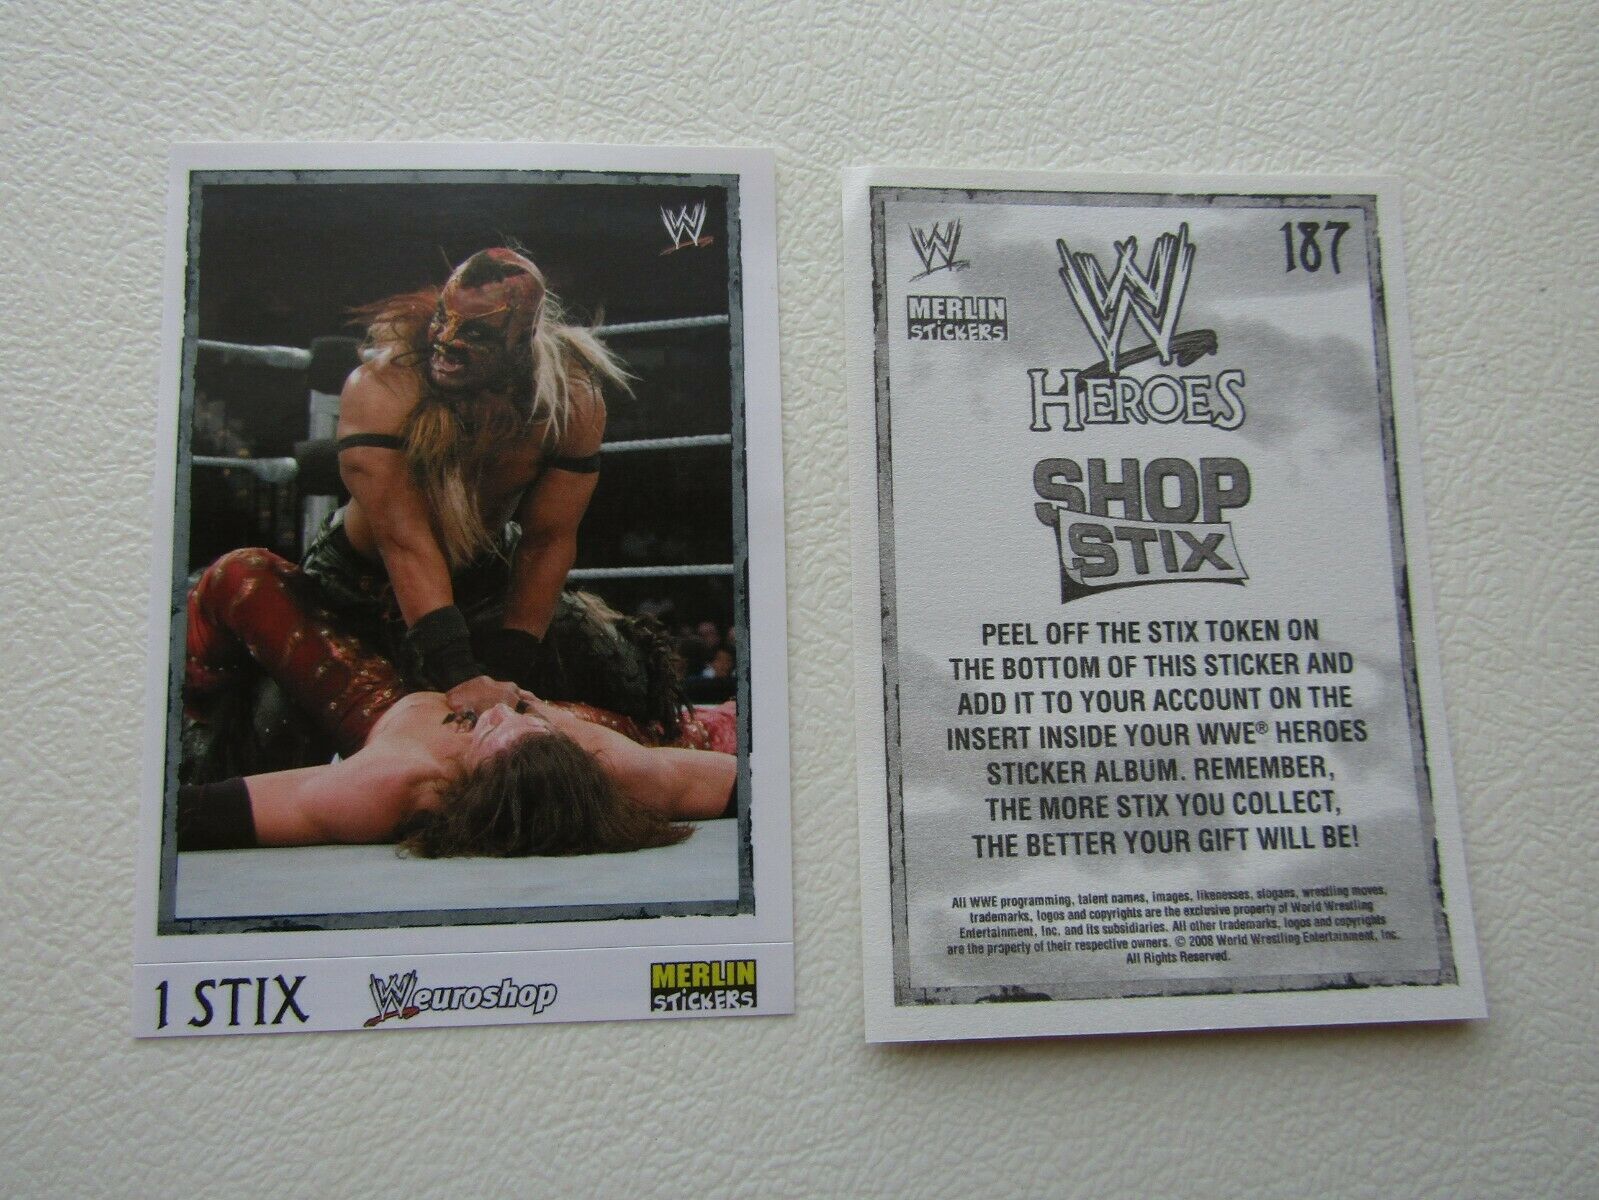 W
1 STIX
W euroshop
MERLIN
STICKERS
W
187
MERLIN
STICKERS
W
HEROES
SHOP
STIX
PEEL OFF THE STIX TOKEN ON
THE BOTTOM OF THIS STICKER AND
ADD IT TO YOUR ACCOUNT ON THE
INSERT INSIDE YOUR WWE® HEROES
STICKER ALBUM. REMEMBER,
THE MORE STIX YOU COLLECT,
THE BETTER YOUR GIFT WILL BE!
All WWE programming, talent names, images, likenesses, slogans, wrestling moves,
trademarks, logos and copyrights are the exclusive property of World Wrestling
Entertainment, Inc. and its subsidiaries. All other trademarks, logos and copyrights
are the property of their respective owners. © 2008 World Wrestling Entertainment, Inc.
All Rights Reserved.